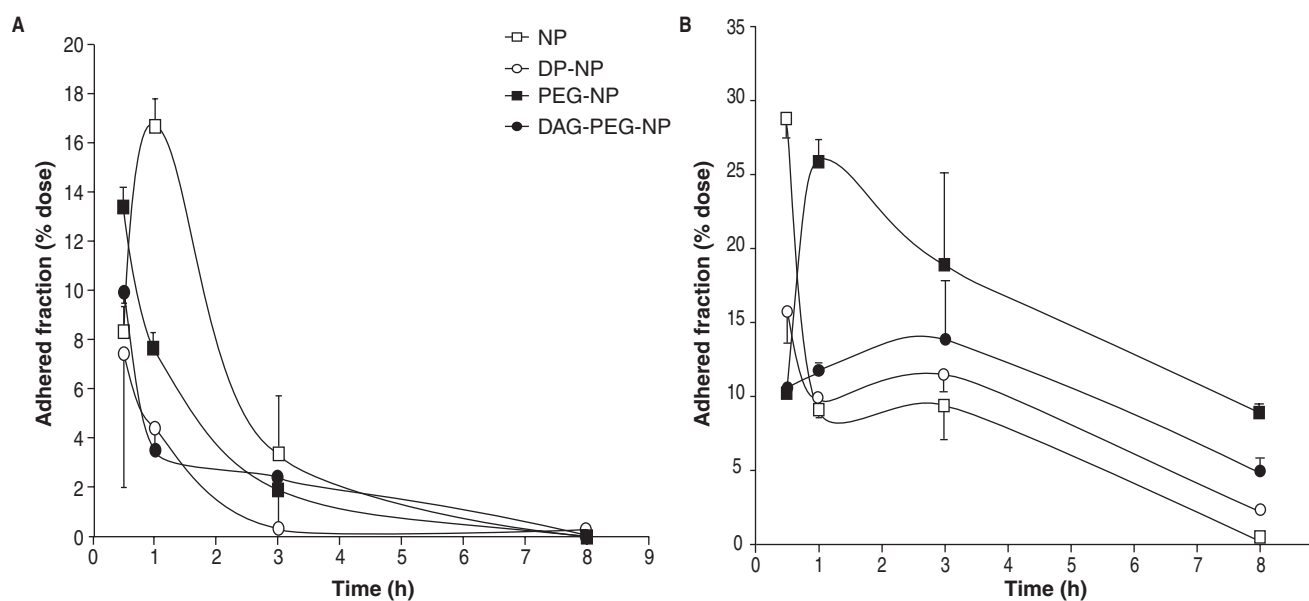 A
20
18
16
14
12
10
8
6
4
2
0
Adhered fraction (% dose)
0 1 2 3 4 5 6 7 8 9
Time (h)
NP
DP-NP
PEG-NP
DAG-PEG-NP
B
35
30
25
20
15
10
5
0
Adhered fraction (% dose)
0 1 2 3 4 5 6 7 8
Time (h)